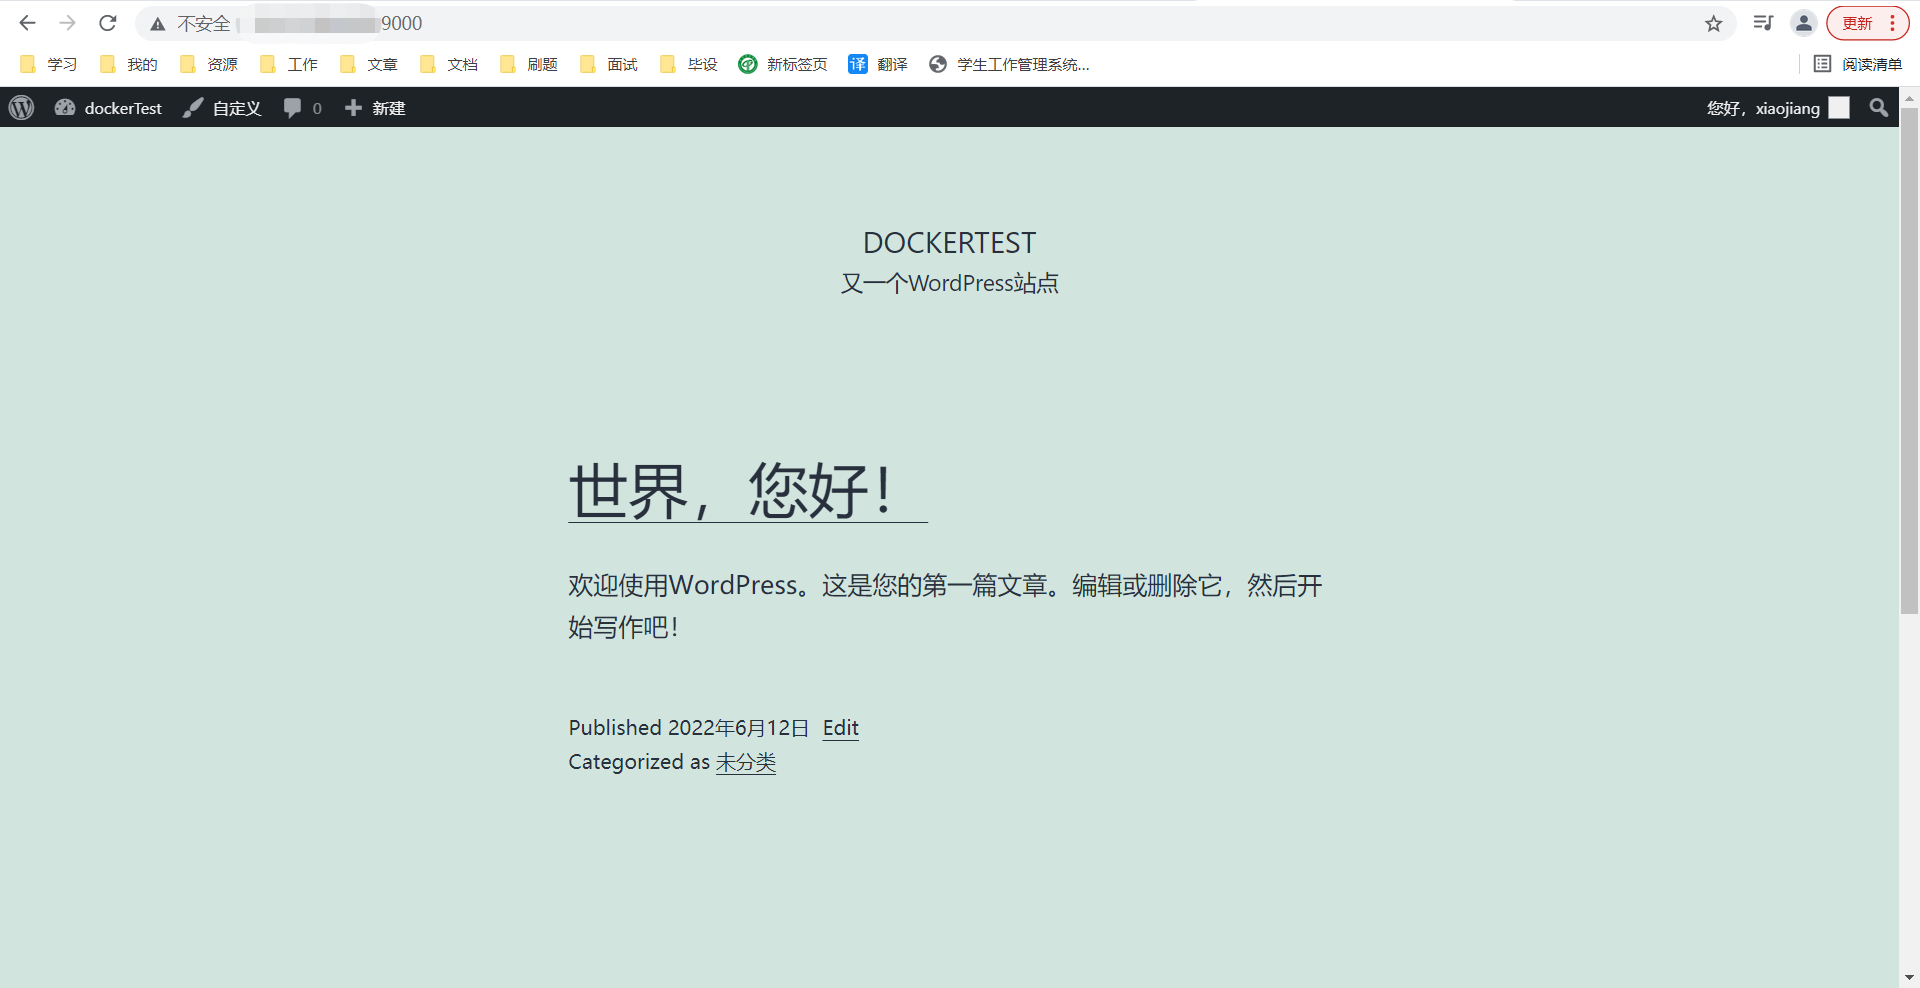 不安全 9000
更新
学习 我的 资源 工作 文章 文档 刷题 面试 毕设 新标签页 译 翻译 学生工作管理系统... 阅读清单
dockerTest 自定义 0 新建 您好，xiaojiang
DOCKERTEST
又一个WordPress站点
世界，您好！
欢迎使用WordPress。这是您的第一篇文章。编辑或删除它，然后开
始写作吧！
Published 2022年6月12日 Edit
Categorized as 未分类